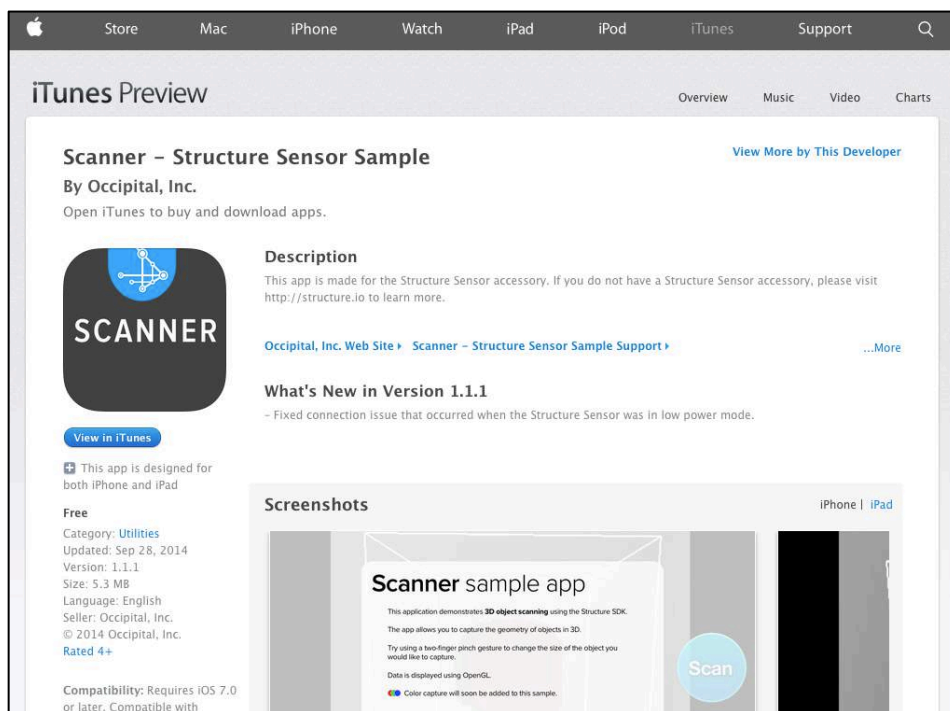 Store Mac iPhone Watch iPad iPod iTunes Support
iTunes Preview
Overview Music Video Charts
Scanner – Structure Sensor Sample
View More by This Developer
By Occipital, Inc.
Open iTunes to buy and download apps.
SCANNER
View in iTunes
This app is designed for
both iPhone and iPad
Free
Category: Utilities
Updated: Sep 28, 2014
Version: 1.1.1
Size: 5.3 MB
Language: English
Seller: Occipital, Inc.
© 2014 Occipital, Inc.
Rated 4+
Compatibility: Requires iOS 7.0
or later. Compatible with
Description
This app is made for the Structure Sensor accessory. If you do not have a Structure Sensor accessory, please visit
http://structure.io to learn more.
Occipital, Inc. Web Site Scanner – Structure Sensor Sample Support
...More
What's New in Version 1.1.1
– Fixed connection issue that occurred when the Structure Sensor was in low power mode.
Screenshots
iPhone | iPad
Scanner sample app
This application demonstrates 3D object scanning using the Structure SDK.
The app allows you to capture the geometry of objects in 3D.
Try using a two-finger pinch gesture to change the size of the object you
would like to capture.
Data is displayed using OpenGL.
Color capture will soon be added to this sample.
Scan